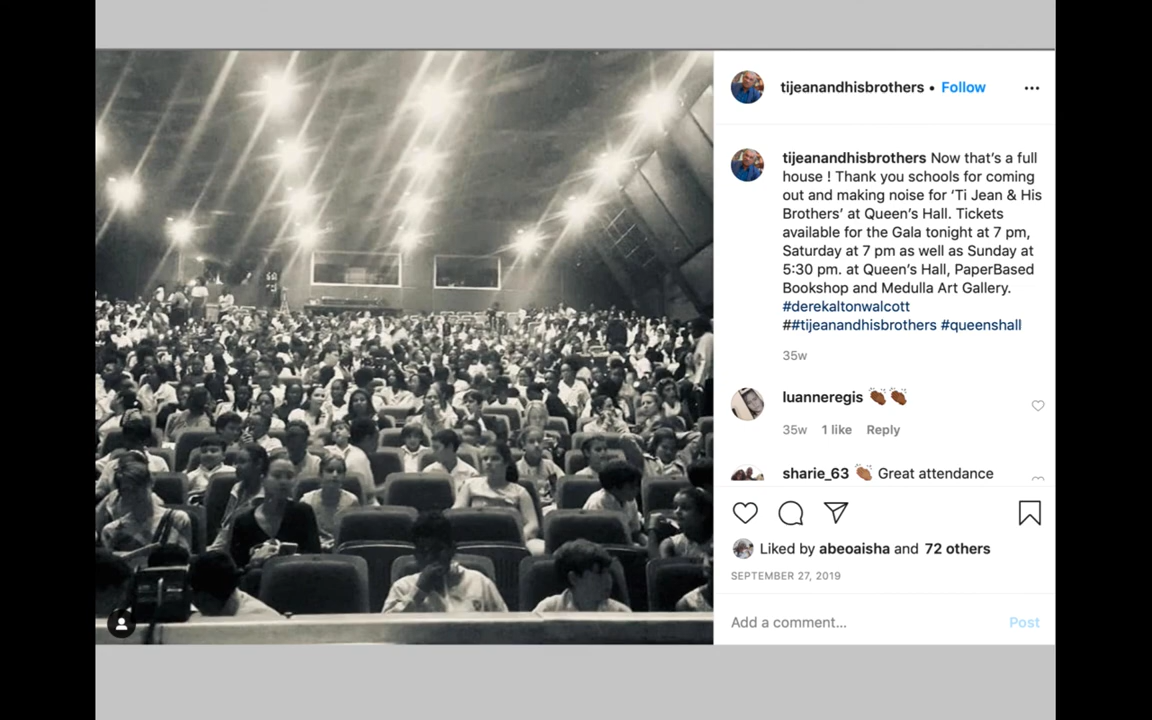 tijeanandhisbrothers • Follow
tijeanandhisbrothers Now that's a full
house ! Thank you schools for coming
out and making noise for 'Ti Jean & His
Brothers' at Queen's Hall. Tickets
available for the Gala tonight at 7 pm,
Saturday at 7 pm as well as Sunday at
5:30 pm. at Queen's Hall, PaperBased
Bookshop and Medulla Art Gallery.
#derekaltonwalcott
##tijeanandhisbrothers #queenshall
35w
luanneregis 👏🏾👏🏾
35w 1 like Reply
sharie_63 👏🏽 Great attendance
Liked by abeoaisha and 72 others
SEPTEMBER 27, 2019
Add a comment... Post